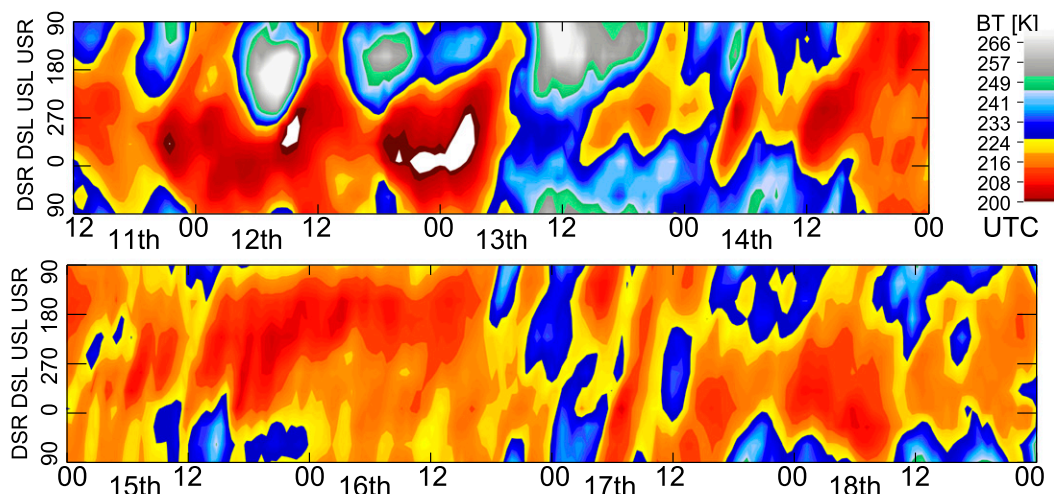 BT [K]
266
257
249
241
233
224
216
208
200
UTC
DSR DSL USL USR
90
180
270
0
90
12 00 12 00 12 00 12 00
11th 12th 13th 14th
DSR DSL USL USR
90
180
270
0
90
00 12 00 12 00 12 00 12 00
15th 16th 17th 18th